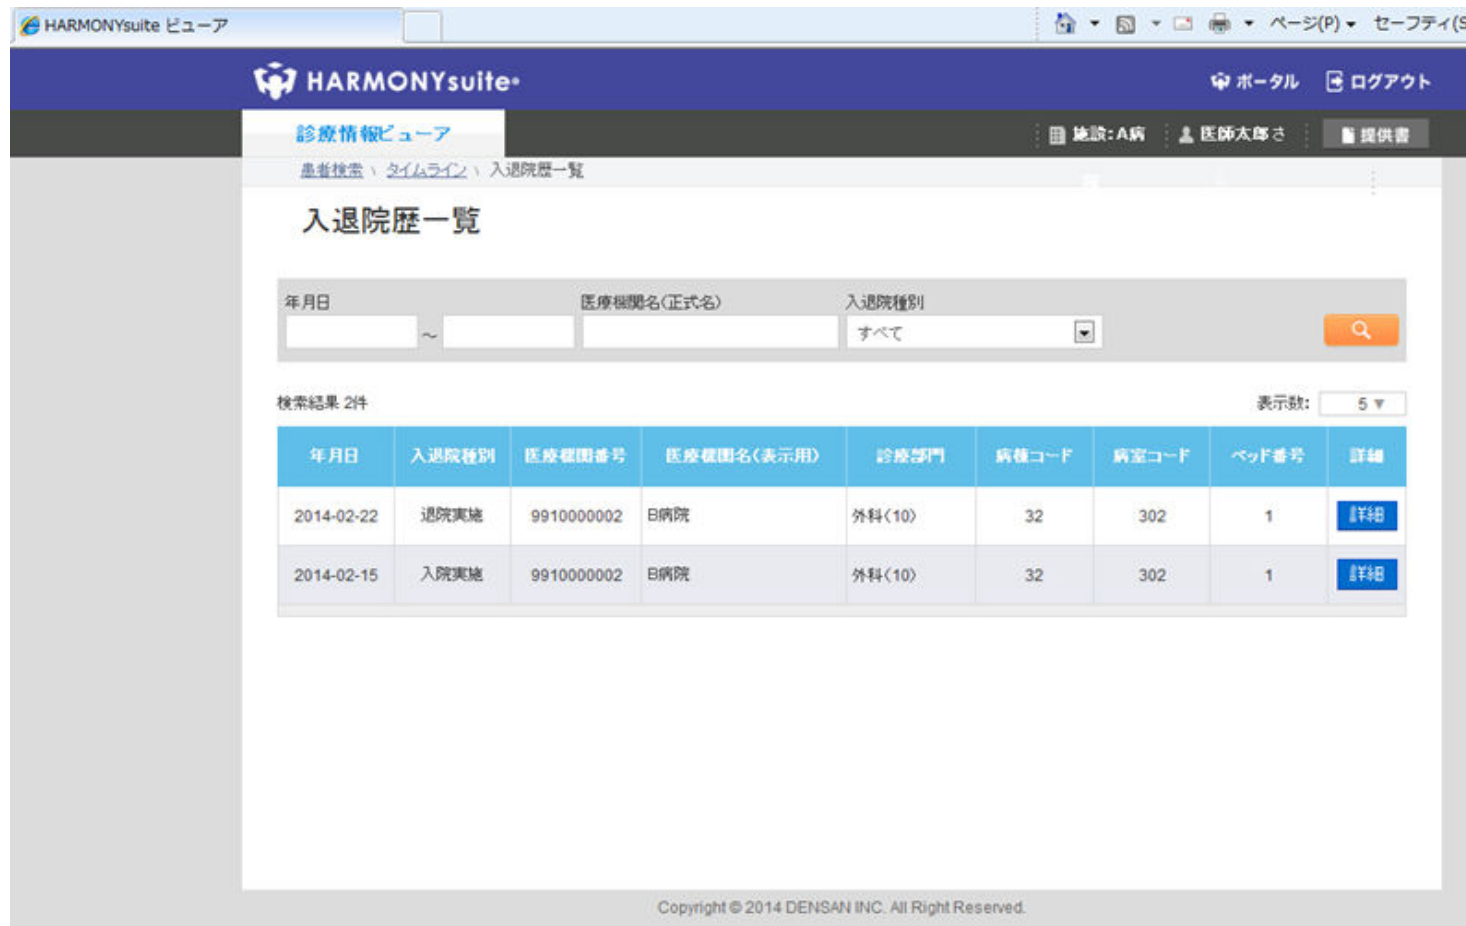 HARMONYsuite ビューア
ページ(P) セーフティ(S
HARMONYsuite
ポータル ログアウト
診療情報ビューア 施設:A病 医師太郎さ 提供書
患者検索 \ タイムライン \ 入退院歴一覧
入退院歴一覧
年月日 医療機関名(正式名) 入退院種別
～ すべて
検索結果 2件 表示数: 5
年月日 入退院種別 医療機関番号 医療機関名(表示用) 診療部門 病棟コード 病室コード ベッド番号 詳細
2014-02-22 退院実施 9910000002 B病院 外科(10) 32 302 1 詳細
2014-02-15 入院実施 9910000002 B病院 外科(10) 32 302 1 詳細
Copyright © 2014 DENSAN INC. All Right Reserved.